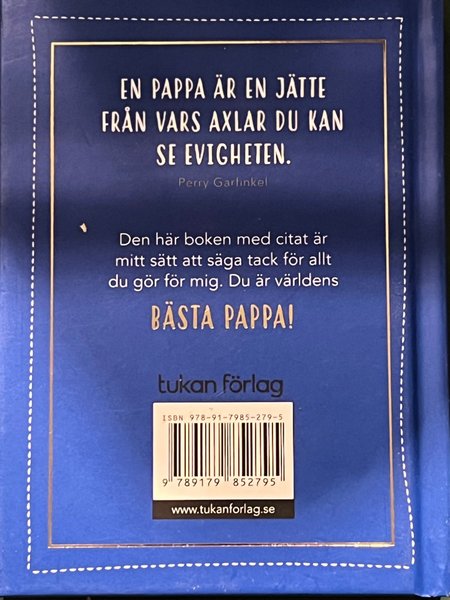 EN PAPPA ÄR EN JÄTTE
FRÅN VARS AXLAR DU KAN
SE EVIGHETEN.
Perry Garfinkel
Den här boken med citat är
mitt sätt att säga tack för allt
du gör för mig. Du är världens
BÄSTA PAPPA!
tukan förlag
ISBN 978-91-7985-279-5
9 789179 852795
www.tukanforlag.se